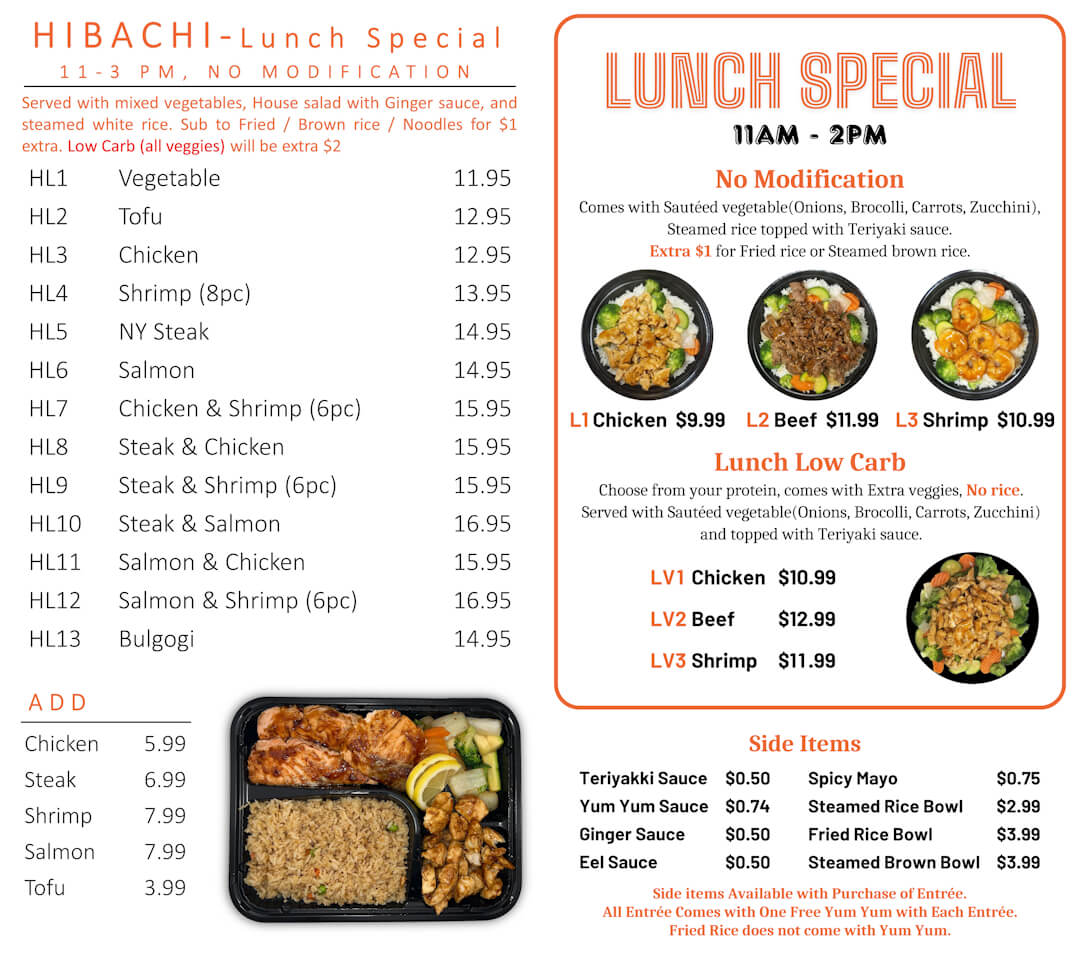 HIBACHI-Lunch Special
11-3 PM, NO MODIFICATION
Served with mixed vegetables, House salad with Ginger sauce, and
steamed white rice. Sub to Fried / Brown rice / Noodles for $1
extra. Low Carb (all veggies) will be extra $2
HL1 Vegetable 11.95
HL2 Tofu 12.95
HL3 Chicken 12.95
HL4 Shrimp (8pc) 13.95
HL5 NY Steak 14.95
HL6 Salmon 14.95
HL7 Chicken & Shrimp (6pc) 15.95
HL8 Steak & Chicken 15.95
HL9 Steak & Shrimp (6pc) 15.95
HL10 Steak & Salmon 16.95
HL11 Salmon & Chicken 15.95
HL12 Salmon & Shrimp (6pc) 16.95
HL13 Bulgogi 14.95
ADD
Chicken 5.99
Steak 6.99
Shrimp 7.99
Salmon 7.99
Tofu 3.99
LUNCH SPECIAL
11AM - 2PM
No Modification
Comes with Sautéed vegetable(Onions, Brocolli, Carrots, Zucchini),
Steamed rice topped with Teriyaki sauce.
Extra $1 for Fried rice or Steamed brown rice.
L1 Chicken $9.99 L2 Beef $11.99 L3 Shrimp $10.99
Lunch Low Carb
Choose from your protein, comes with Extra veggies, No rice.
Served with Sautéed vegetable(Onions, Brocolli, Carrots, Zucchini)
and topped with Teriyaki sauce.
LV1 Chicken $10.99
LV2 Beef $12.99
LV3 Shrimp $11.99
Side Items
Teriyakki Sauce $0.50 Spicy Mayo $0.75
Yum Yum Sauce $0.74 Steamed Rice Bowl $2.99
Ginger Sauce $0.50 Fried Rice Bowl $3.99
Eel Sauce $0.50 Steamed Brown Bowl $3.99
Side items Available with Purchase of Entrée.
All Entrée Comes with One Free Yum Yum with Each Entrée.
Fried Rice does not come with Yum Yum.